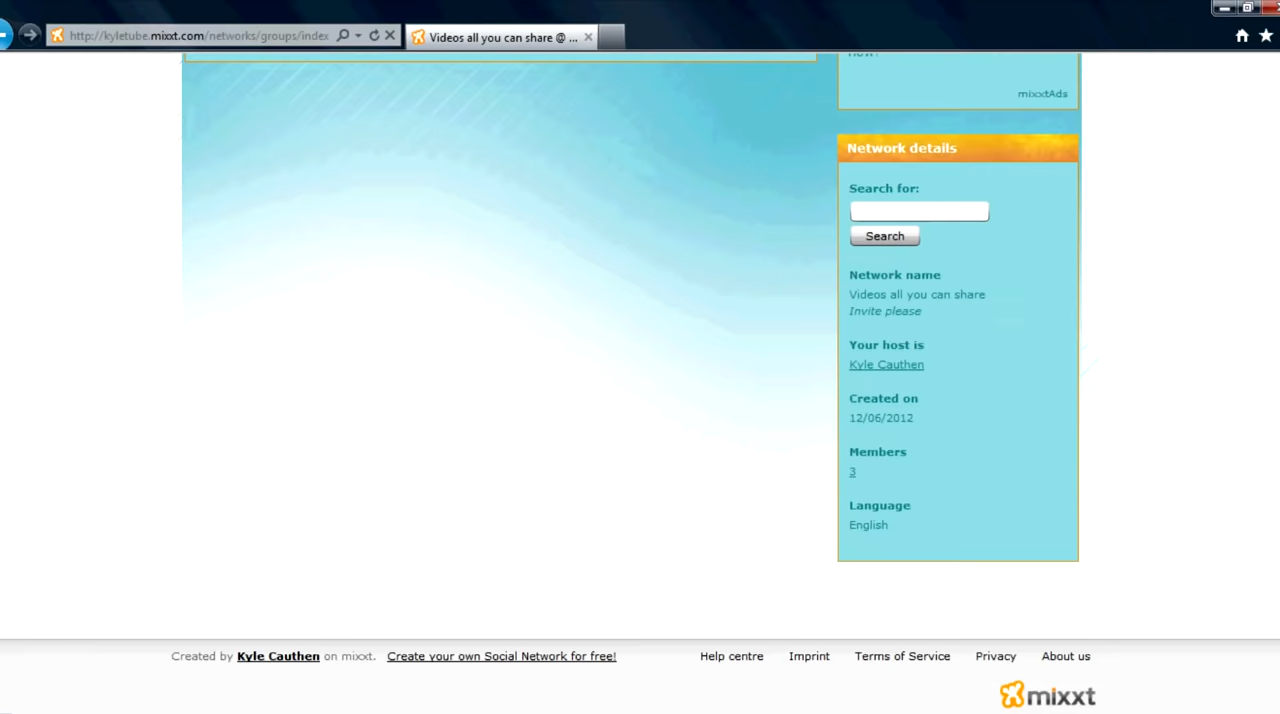 http://kyletube.mixxt.com/networks/groups/index
Videos all you can share @ ...
mixxtAds
Network details
Search for:
Search
Network name
Videos all you can share
Invite please
Your host is
Kyle Cauthen
Created on
12/06/2012
Members
3
Language
English
Created by Kyle Cauthen on mixxt. Create your own Social Network for free!
Help centre Imprint Terms of Service Privacy About us
mixxt